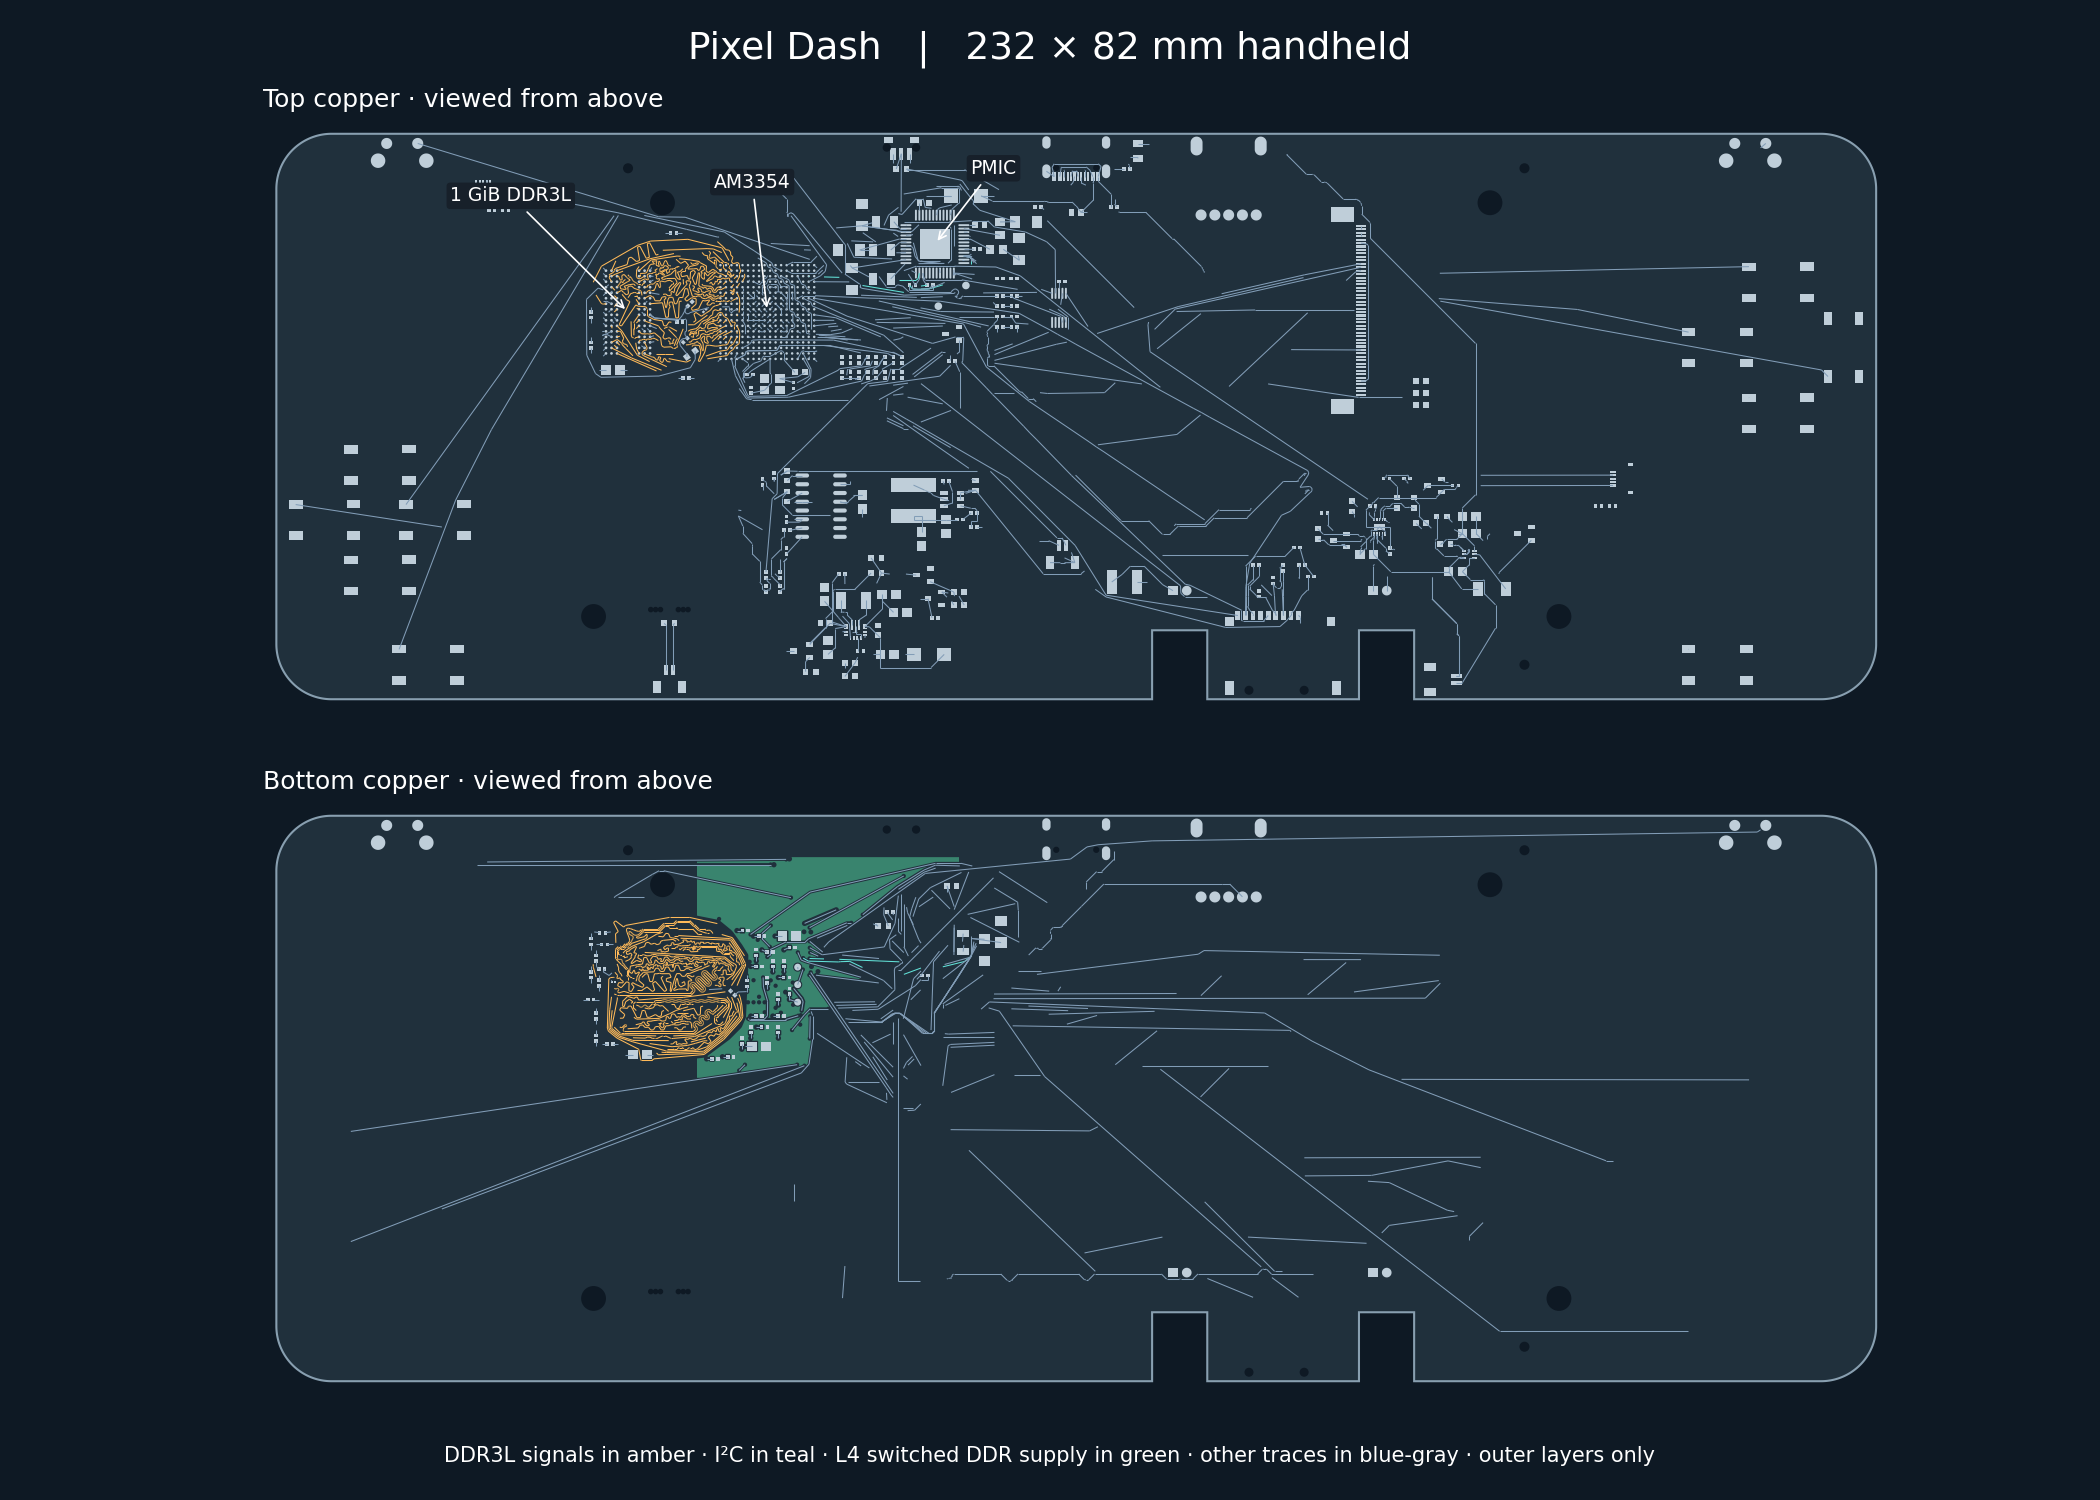 Pixel Dash | 232 × 82 mm handheld
Top copper · viewed from above
1 GiB DDR3L
AM3354
PMIC
Bottom copper · viewed from above
DDR3L signals in amber · I²C in teal · L4 switched DDR supply in green · other traces in blue-gray · outer layers only